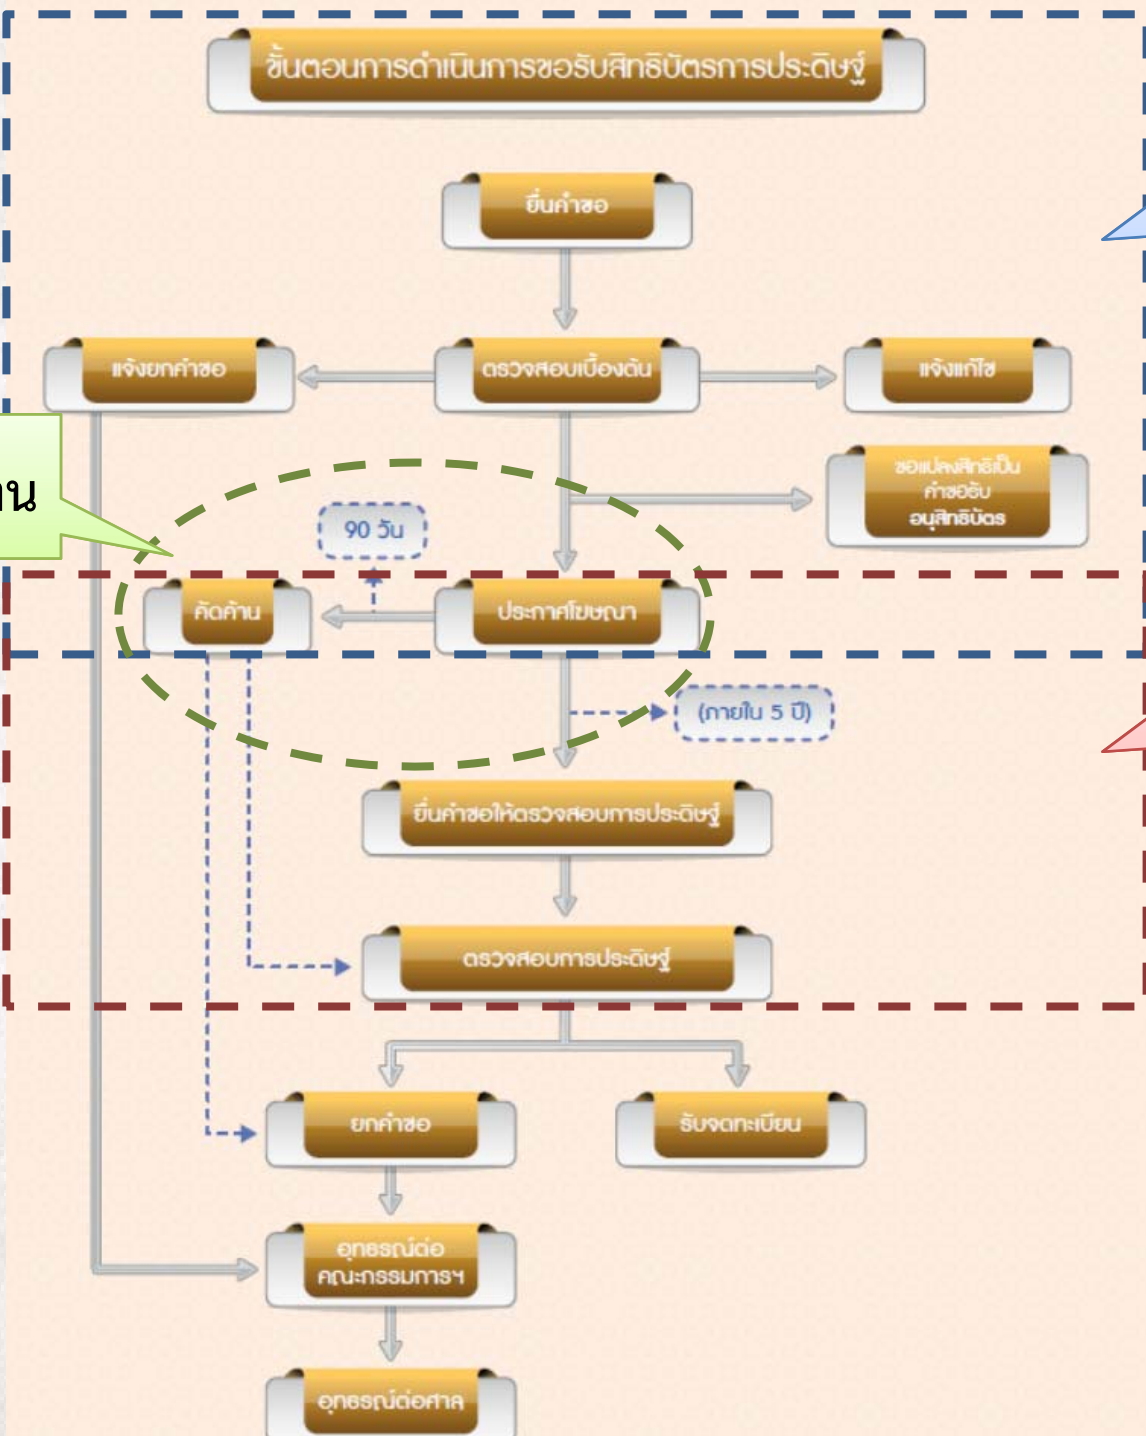 ขั้นตอนการดำเนินการขอรับสิทธิบัตรการประดิษฐ์
ยื่นคำขอ
แจ้งยกคำขอ
ตรวจสอบเบื้องต้น
แจ้งแก้ไข
ขอแปลงสิทธิเป็น
คำขอรับ
อนุสิทธิบัตร
90 วัน
คัดค้าน
ประกาศโฆษณา
(ภายใน 5 ปี)
ยื่นคำขอให้ตรวจสอบการประดิษฐ์
ตรวจสอบการประดิษฐ์
ยกคำขอ
รับจดทะเบียน
อุทธรณ์ต่อ
คณะกรรมการฯ
อุทธรณ์ต่อศาล